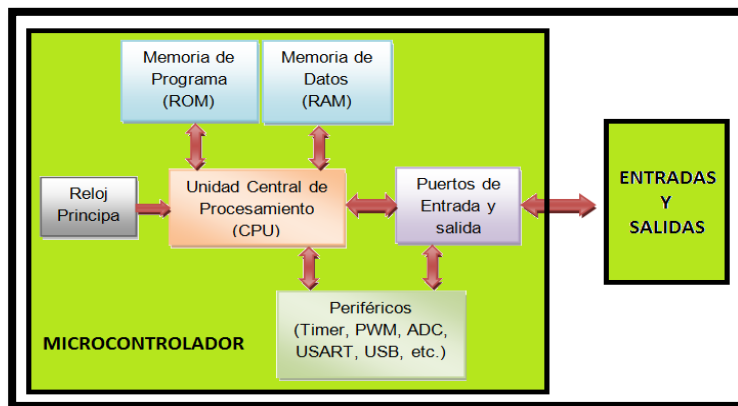 Memoria de
Programa
(ROM)
Memoria de
Datos
(RAM)
Reloj
Principa
Unidad Central de
Procesamiento
(CPU)
Puertos de
Entrada y
salida
ENTRADAS
Y
SALIDAS
Periféricos
(Timer, PWM, ADC,
USART, USB, etc.)
MICROCONTROLADOR